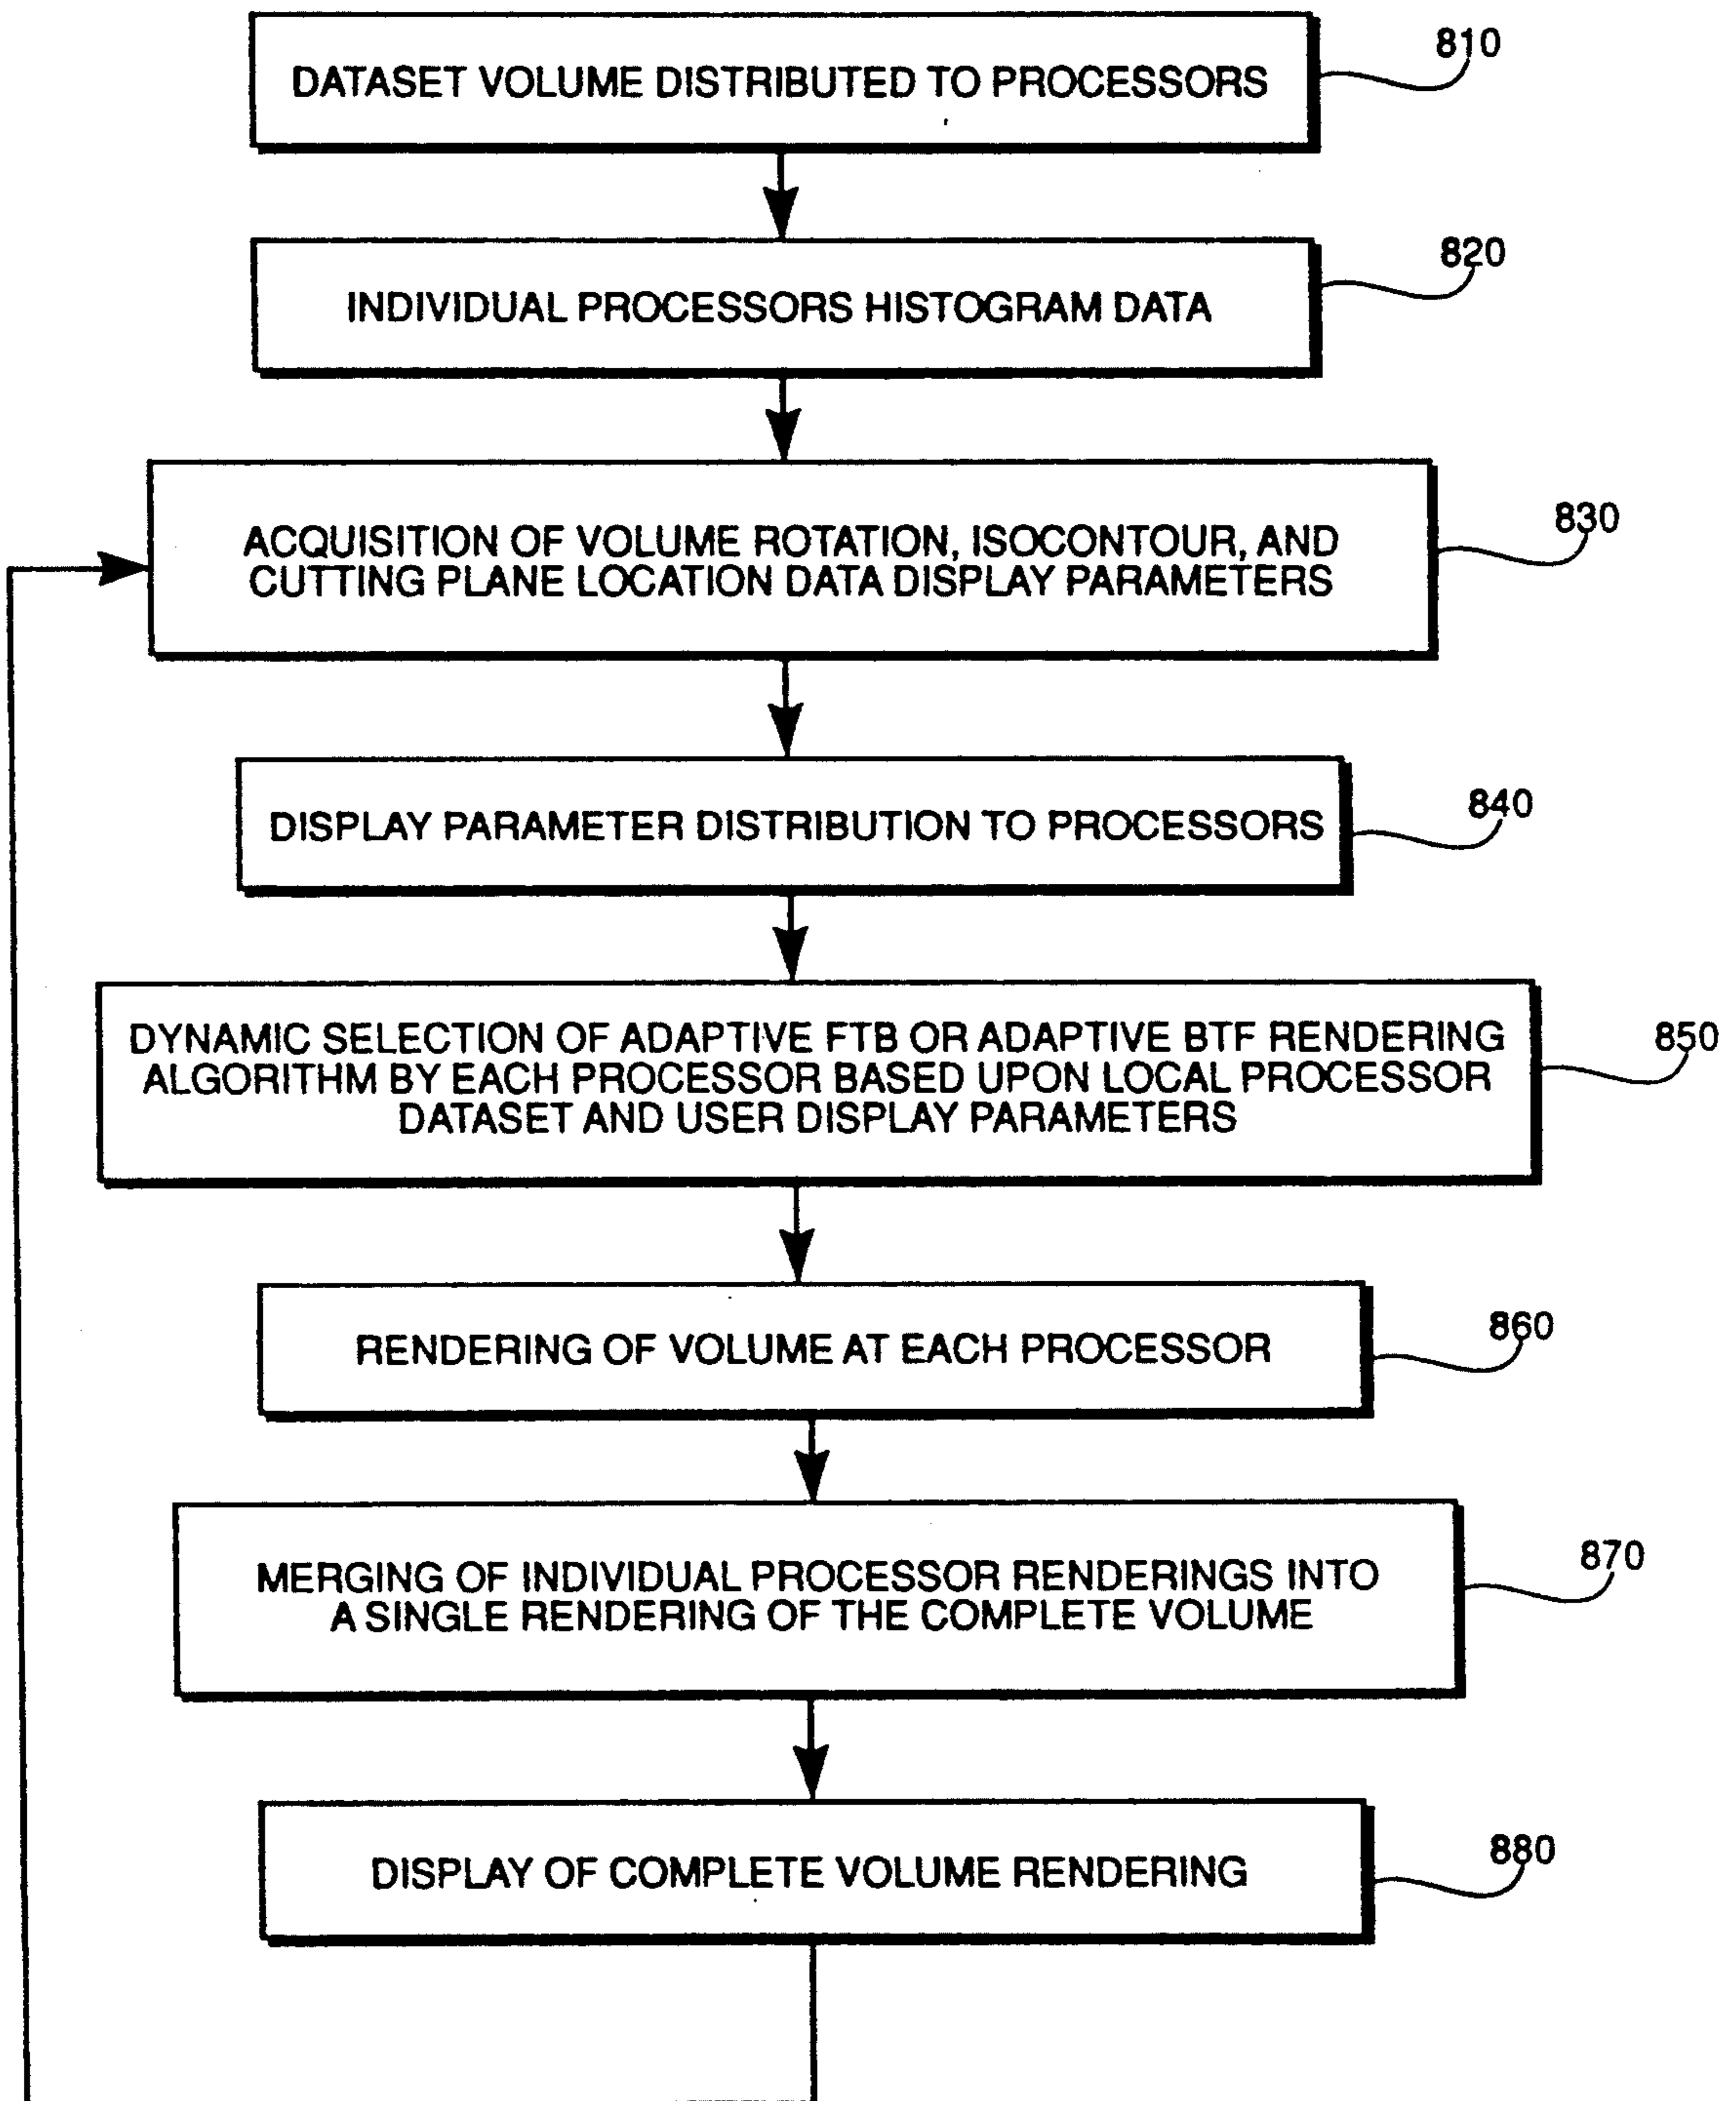 810
DATASET VOLUME DISTRIBUTED TO PROCESSORS
820
INDIVIDUAL PROCESSORS HISTOGRAM DATA
830
ACQUISITION OF VOLUME ROTATION, ISOCONTOUR, AND
CUTTING PLANE LOCATION DATA DISPLAY PARAMETERS
840
DISPLAY PARAMETER DISTRIBUTION TO PROCESSORS
850
DYNAMIC SELECTION OF ADAPTIVE FTB OR ADAPTIVE BTF RENDERING
ALGORITHM BY EACH PROCESSOR BASED UPON LOCAL PROCESSOR
DATASET AND USER DISPLAY PARAMETERS
860
RENDERING OF VOLUME AT EACH PROCESSOR
870
MERGING OF INDIVIDUAL PROCESSOR RENDERINGS INTO
A SINGLE RENDERING OF THE COMPLETE VOLUME
880
DISPLAY OF COMPLETE VOLUME RENDERING